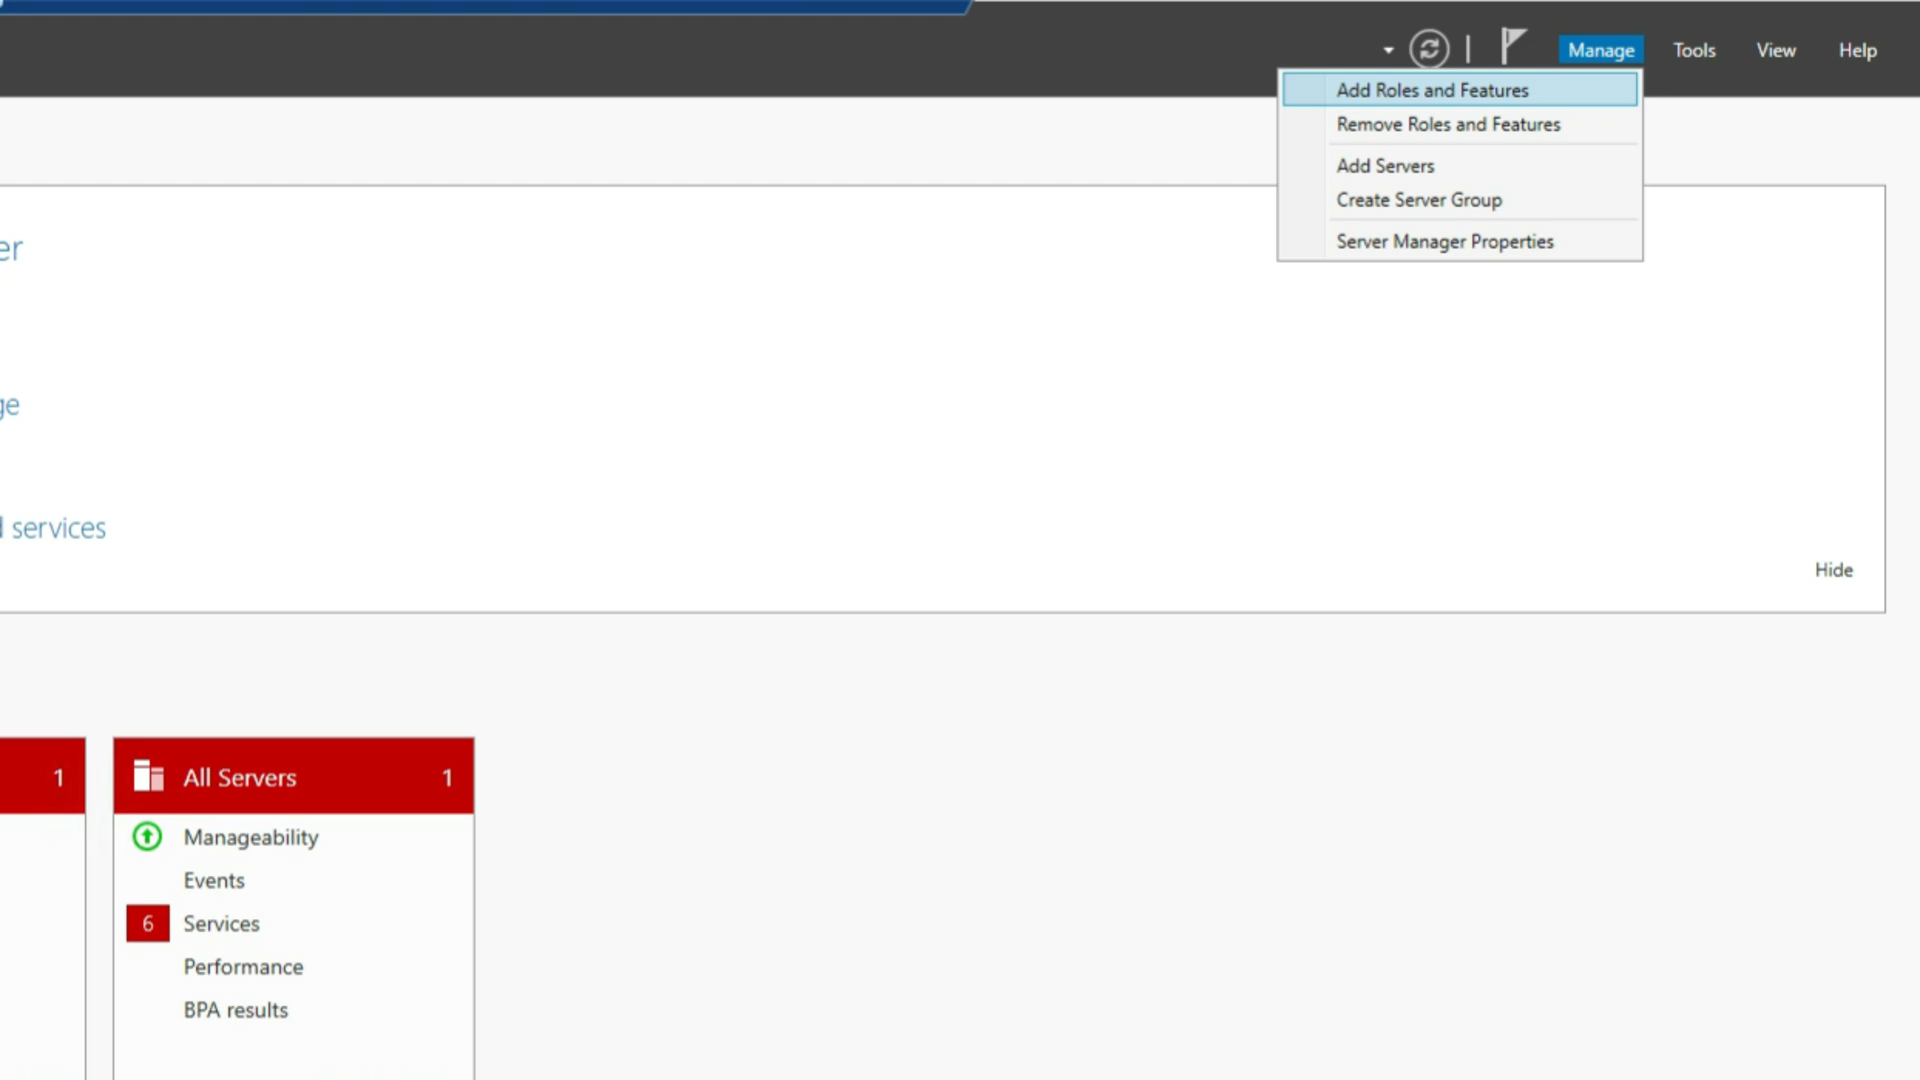 Manage Tools View Help
Add Roles and Features
Remove Roles and Features
Add Servers
Create Server Group
Server Manager Properties
er
ge
services
Hide
1
All Servers 1
Manageability
Events
6 Services
Performance
BPA results